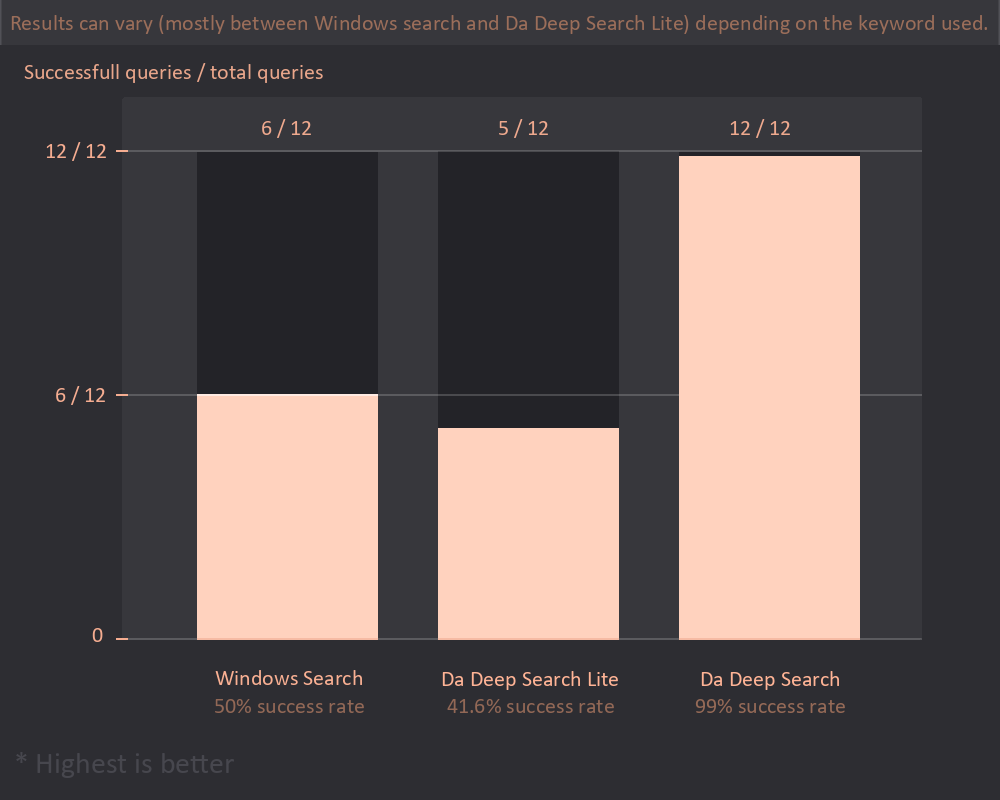 Results can vary (mostly between Windows search and Da Deep Search Lite) depending on the keyword used.
Successfull queries / total queries
6 / 12 5 / 12 12 / 12
12 / 12
6 / 12
0
Windows Search Da Deep Search Lite Da Deep Search
50% success rate 41.6% success rate 99% success rate
* Highest is better